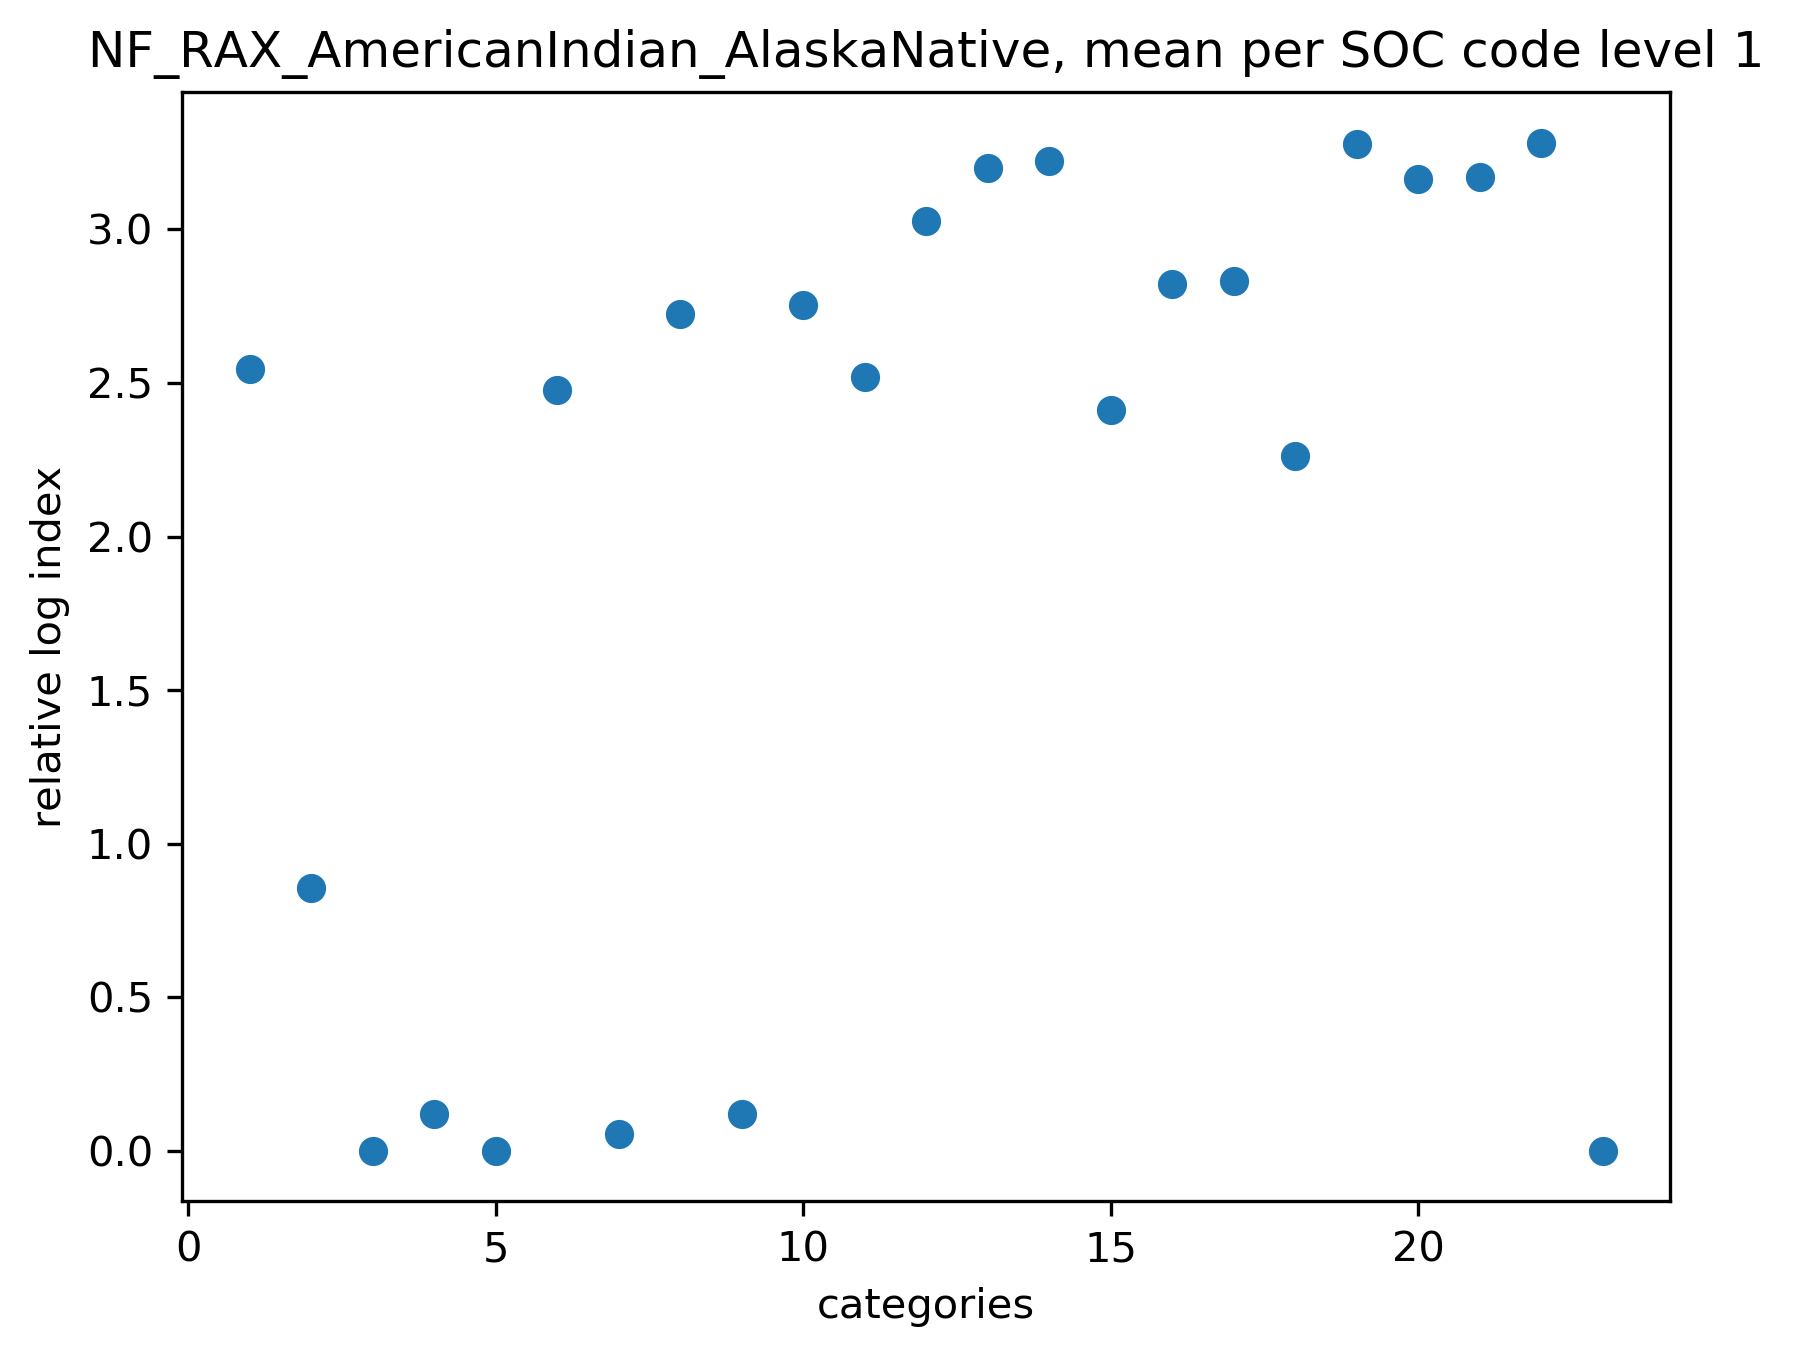 NF_RAX_AmericanIndian_AlaskaNative, mean per SOC code level 1
relative log index
3.0
2.5
2.0
1.5
1.0
0.5
0.0
0 5 10 15 20
categories